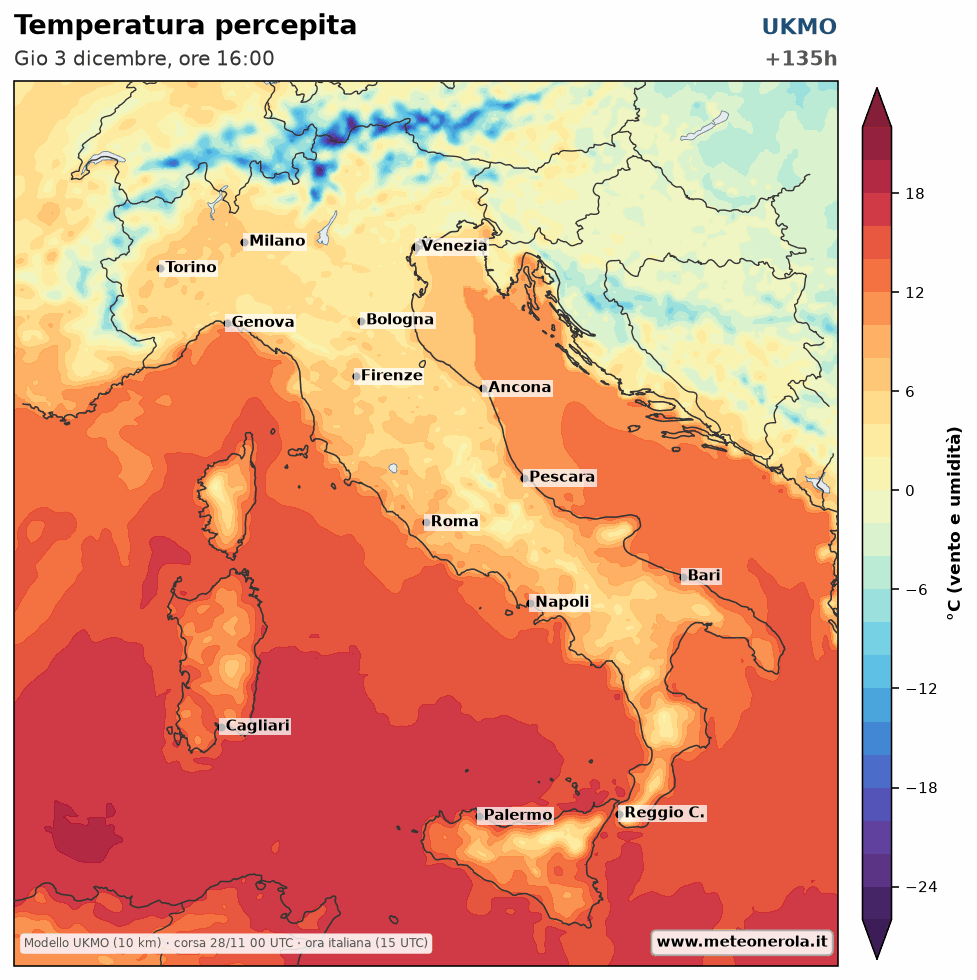 Temperatura percepita
UKMO
Gio 3 dicembre, ore 16:00
+135h
Milano
Venezia
Torino
Genova
Bologna
Firenze
Ancona
Pescara
Roma
Bari
Napoli
Cagliari
Palermo
Reggio C.
18
12
6
0
−6
−12
−18
−24
°C (vento e umidità)
Modello UKMO (10 km) · corsa 28/11 00 UTC · ora italiana (15 UTC)
www.meteonerola.it